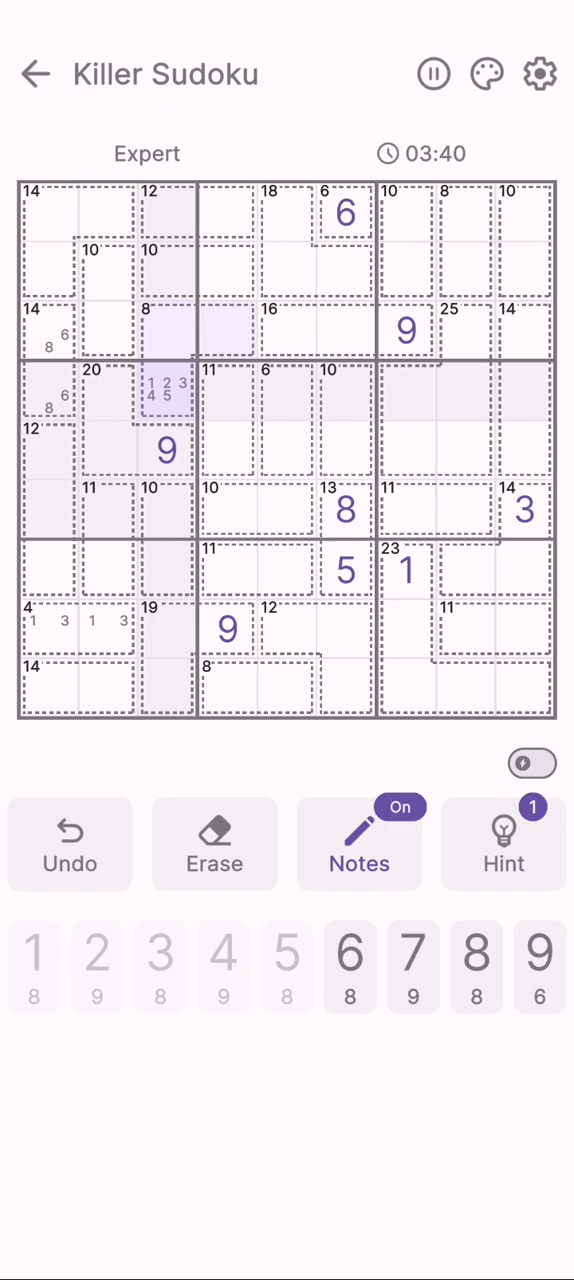 Killer Sudoku
Expert 03:40
14 12 18 6 10 8 10
6
10 10
14 8 16 25 14
6 9
8
20 11 6 10
1 2 3
6 4 5
8
12
9
11 10 10 13 11 14
8 3
11 23
5 1
4 19 12 11
1 3 1 3
9
14 8
On 1
Undo Erase Notes Hint
1 2 3 4 5 6 7 8 9
8 9 8 9 8 8 9 8 6